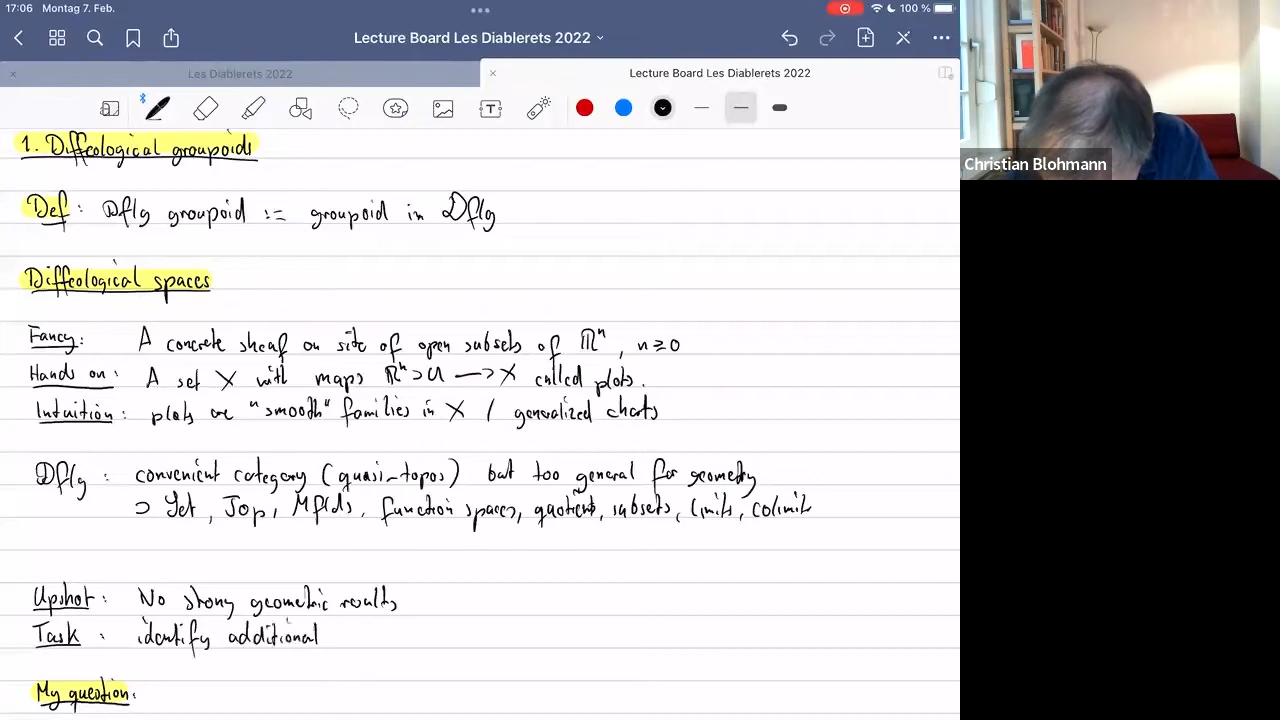 17:06 Montag 7. Feb.
100 %
Lecture Board Les Diablerets 2022
Les Diablerets 2022
Lecture Board Les Diablerets 2022
1. Diffeological groupoids
Def: Dflg groupoid := groupoid in Dflg
Diffeological spaces
Fancy: A concrete sheaf on site of open subsets of ℝⁿ, n ≥ 0
Hands on: A set X with maps ℝⁿ ⊃ U ⟶ X called plots.
Intuition: plots are "smooth" families in X / generalized charts
Dflg: convenient category (quasi-topos) but too general for geometry
⊃ Set, Top, Mflds, function spaces, quotients, subsets, limits, colimits
Upshot: No strong geometric results
Task: identify additional
My question:
Christian Blohmann